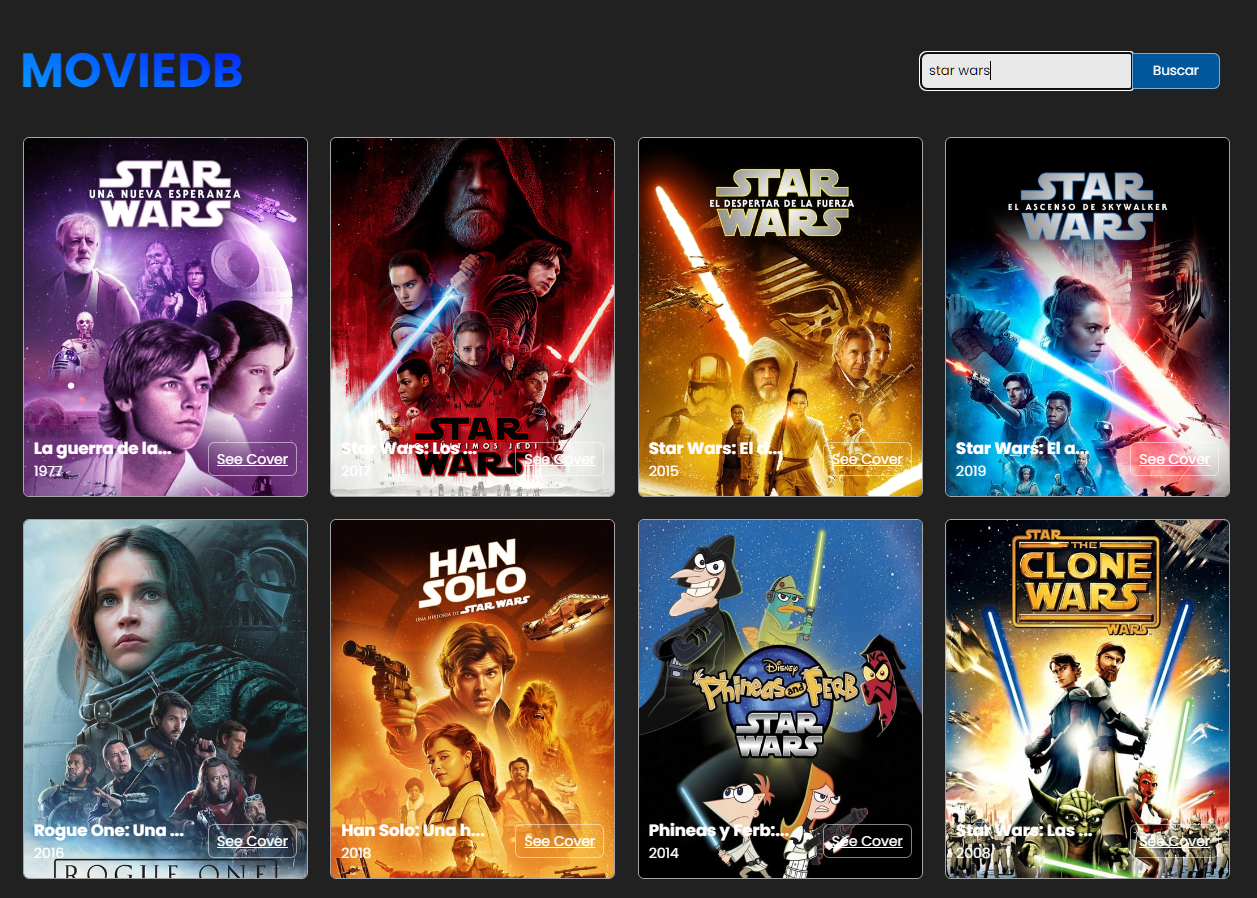 MOVIEDB
star wars
Buscar
STAR
UNA NUEVA ESPERANZA
WARS
La guerra de la...
1977
See Cover
STAR
LOS ÚLTIMOS JEDI
WARS
Star Wars: Los ...
2017
See Cover
STAR
EL DESPERTAR DE LA FUERZA
WARS
Star Wars: El d...
2015
See Cover
STAR
EL ASCENSO DE SKYWALKER
WARS
Star Wars: El a...
2019
See Cover
Rogue One: Una ...
2016
See Cover
ROGUE ONE
HAN
SOLO
UNA HISTORIA DE STAR WARS
Han Solo: Una h...
2018
See Cover
Disney
Phineas and Ferb
STAR
WARS
Phineas y Ferb:...
2014
See Cover
STAR
THE
CLONE
WARS
WARS
Star Wars: Las ...
2008
See Cover